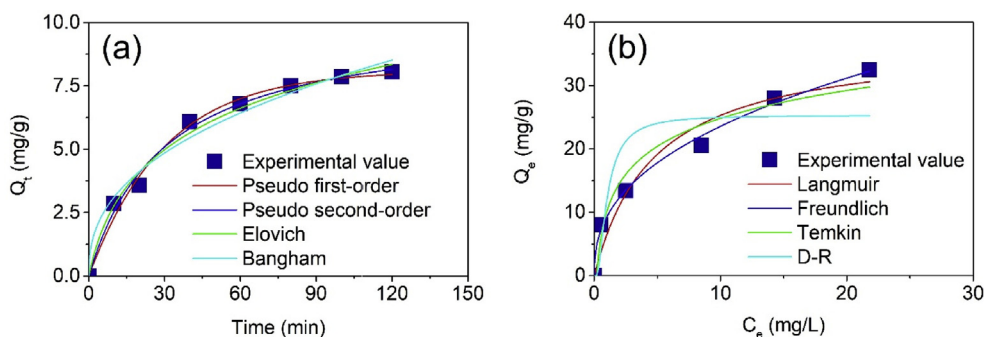 (a)
Qt (mg/g)
10.0
7.5
5.0
2.5
0.0
Experimental value
Pseudo first-order
Pseudo second-order
Elovich
Bangham
0 30 60 90 120 150
Time (min)
(b)
Qe (mg/g)
40
30
20
10
0
Experimental value
Langmuir
Freundlich
Temkin
D-R
0 10 20 30
Ce (mg/L)